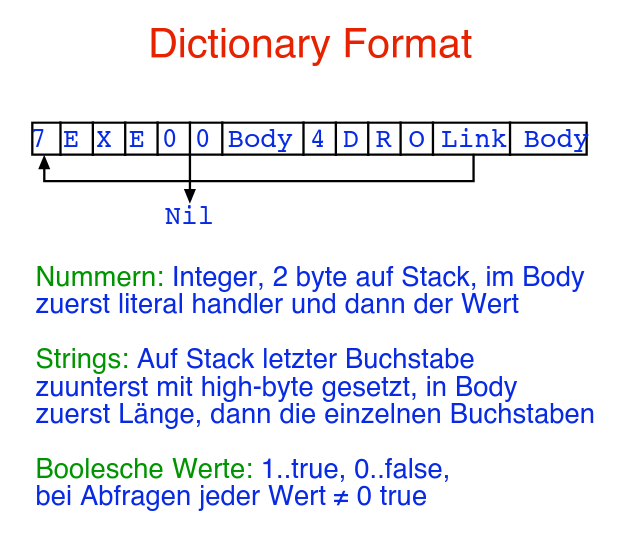 Dictionary Format
7 E X E 0 0 Body 4 D R O Link Body
Nil
Nummern: Integer, 2 byte auf Stack, im Body
zuerst literal handler und dann der Wert
Strings: Auf Stack letzter Buchstabe
zuunterst mit high-byte gesetzt, in Body
zuerst Länge, dann die einzelnen Buchstaben
Boolesche Werte: 1..true, 0..false,
bei Abfragen jeder Wert ≠ 0 true